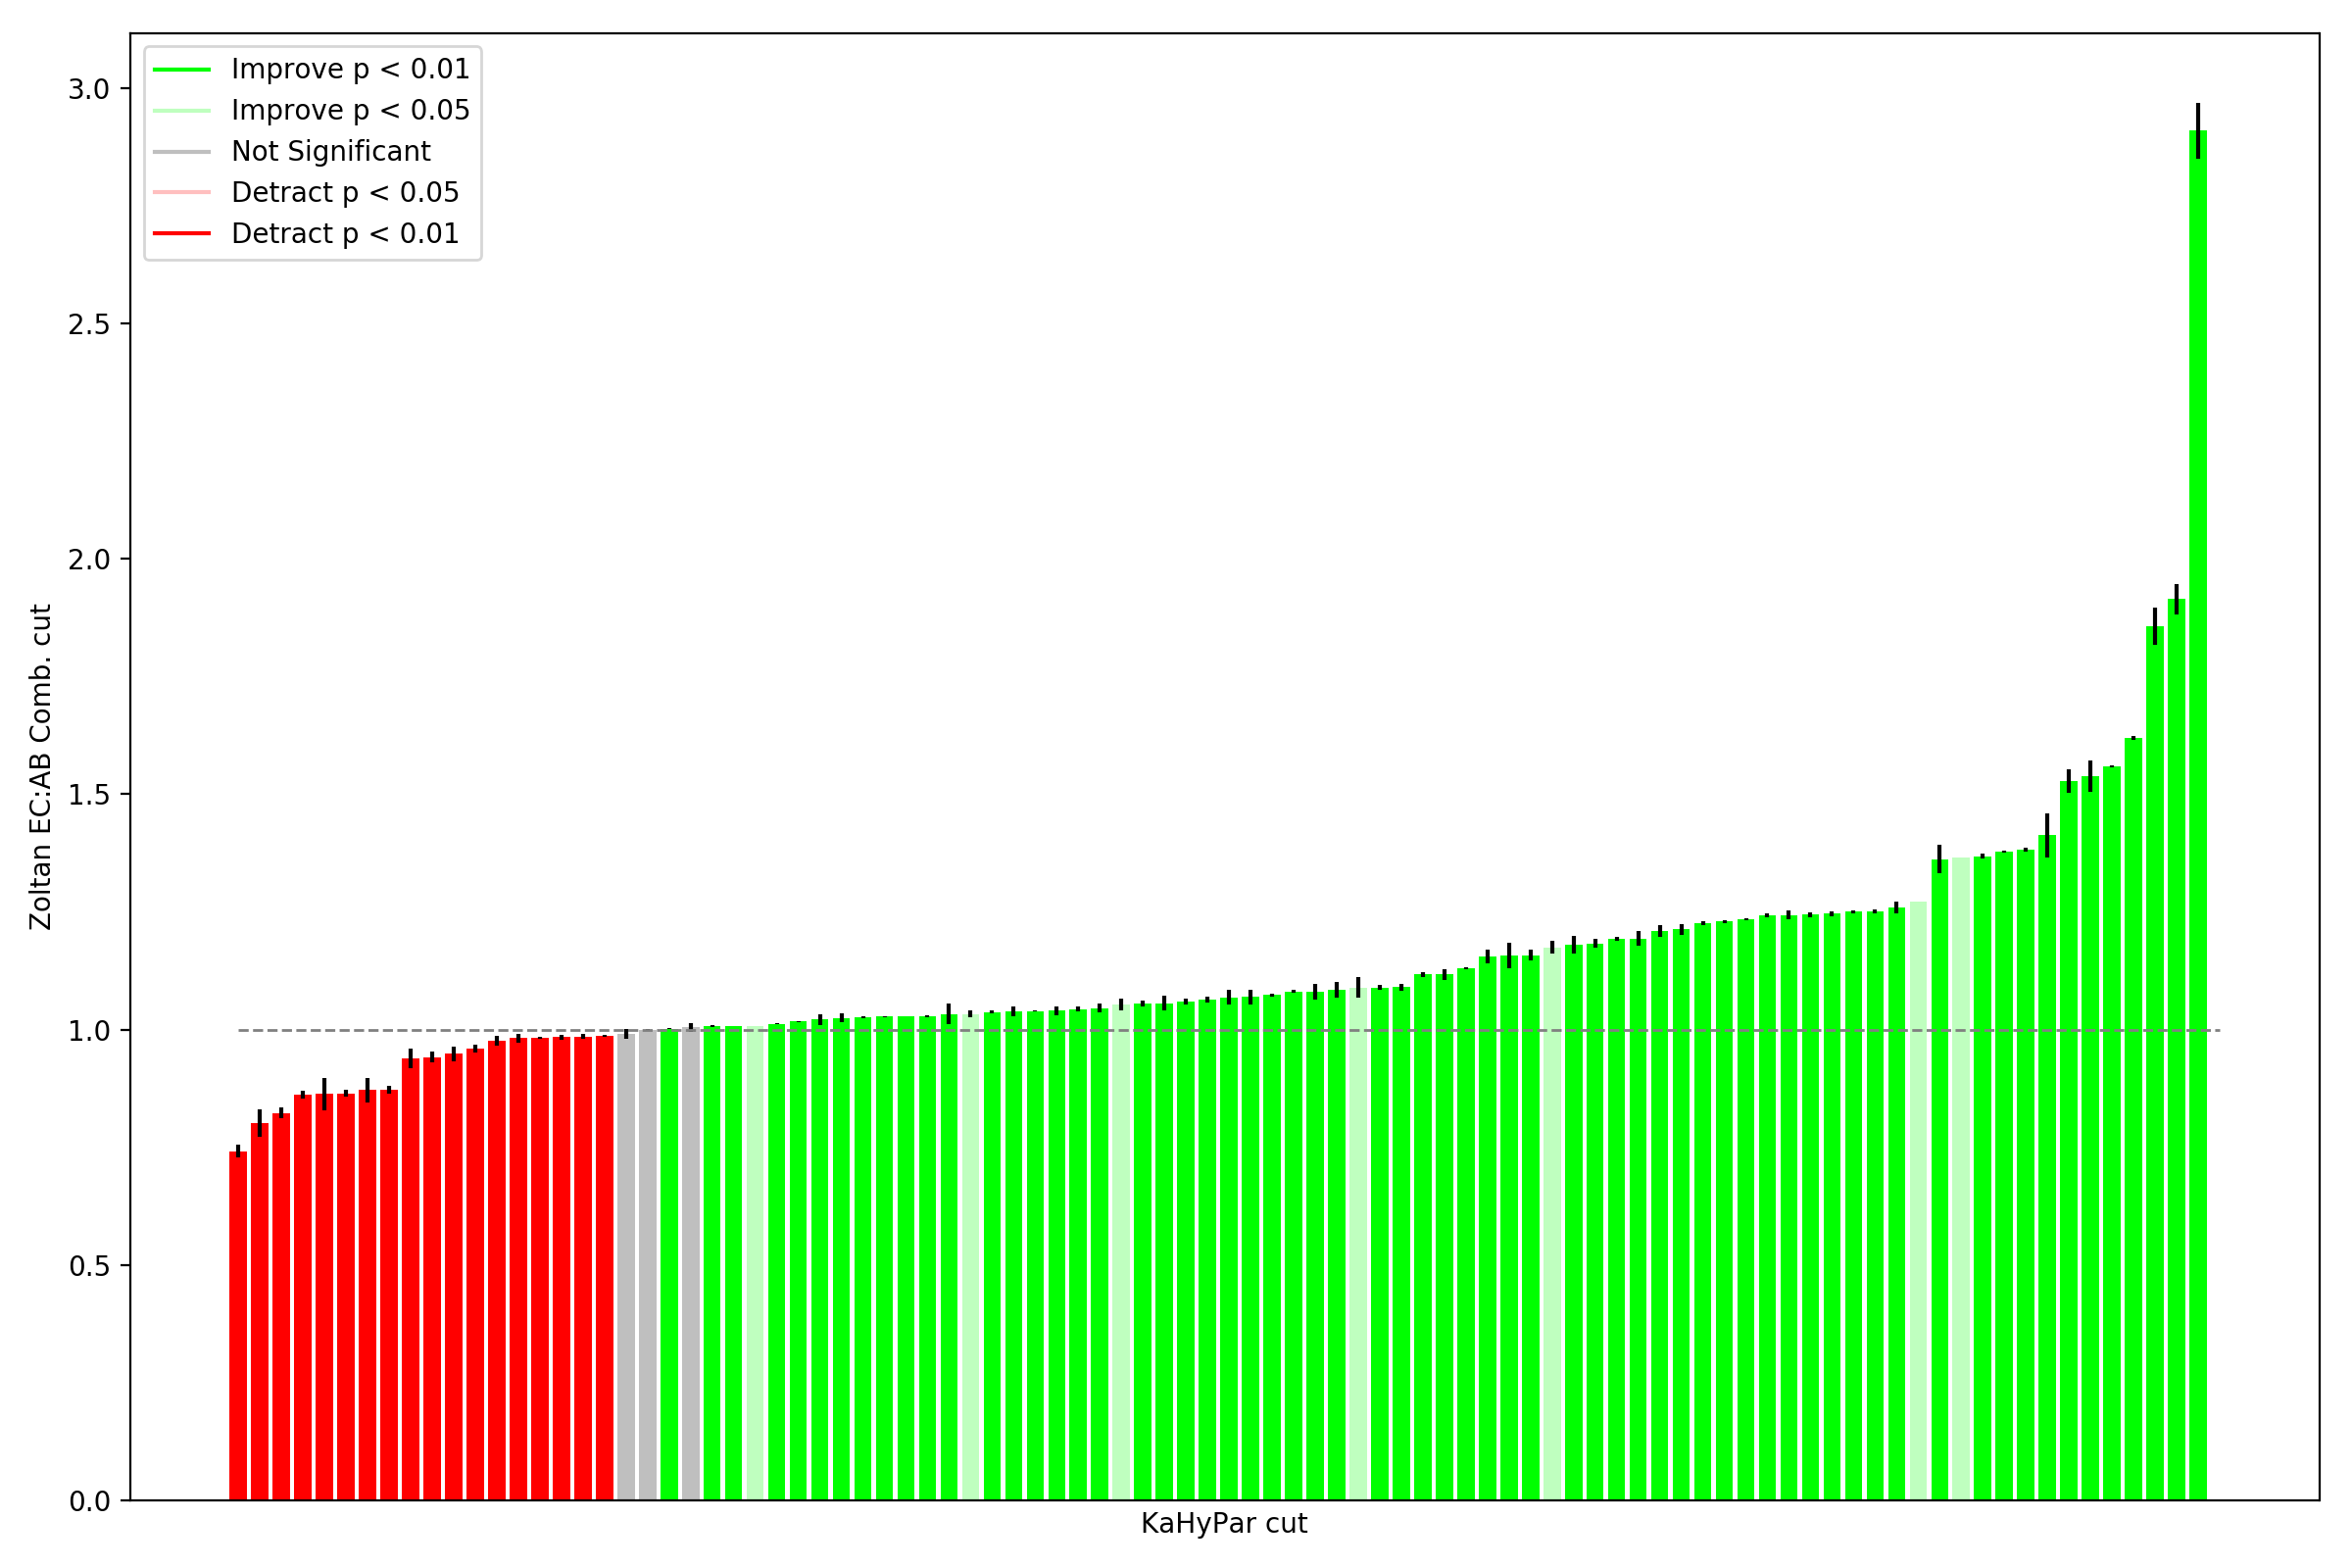 Improve p < 0.01
Improve p < 0.05
Not Significant
Detract p < 0.05
Detract p < 0.01
3.0
2.5
2.0
1.5
1.0
0.5
0.0
Zoltan EC:AB Comb. cut
KaHyPar cut